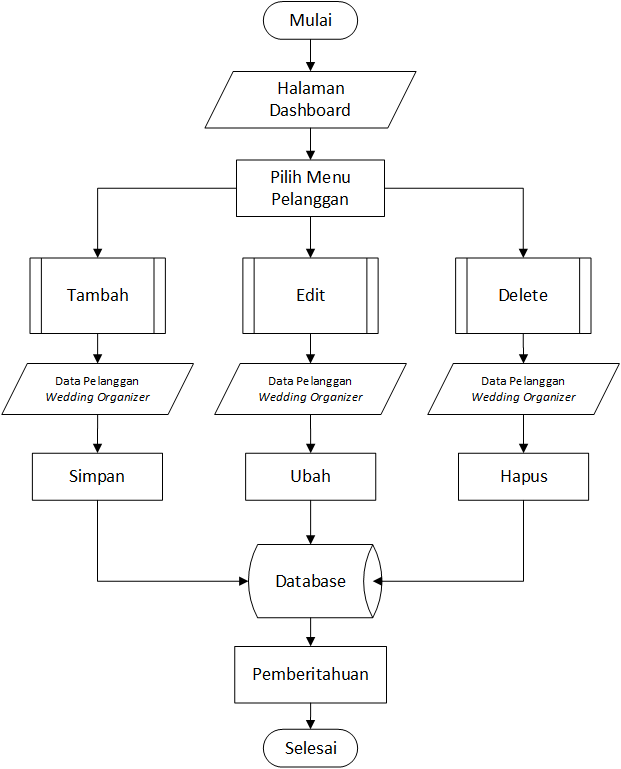 Mulai
Halaman
Dashboard
Pilih Menu
Pelanggan
Tambah
Edit
Delete
Data Pelanggan
Wedding Organizer
Data Pelanggan
Wedding Organizer
Data Pelanggan
Wedding Organizer
Simpan
Ubah
Hapus
Database
Pemberitahuan
Selesai